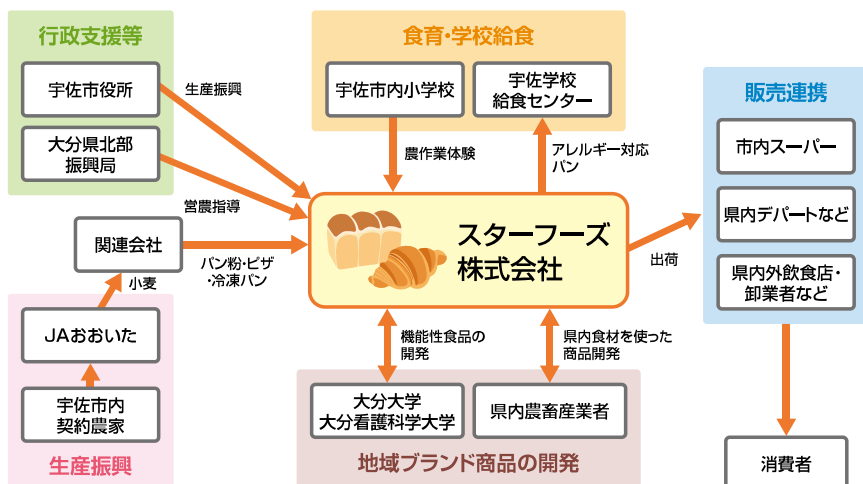 行政支援等
宇佐市役所
大分県北部
振興局
生産振興
営農指導
食育・学校給食
宇佐市内小学校
宇佐学校
給食センター
農作業体験
アレルギー対応
パン
販売連携
市内スーパー
県内デパートなど
県内外飲食店・
卸業者など
出荷
消費者
スターフーズ
株式会社
関連会社
パン粉・ピザ
・冷凍パン
小麦
JAおおいた
宇佐市内
契約農家
生産振興
機能性食品の
開発
県内食材を使った
商品開発
大分大学
大分看護科学大学
県内農畜産業者
地域ブランド商品の開発